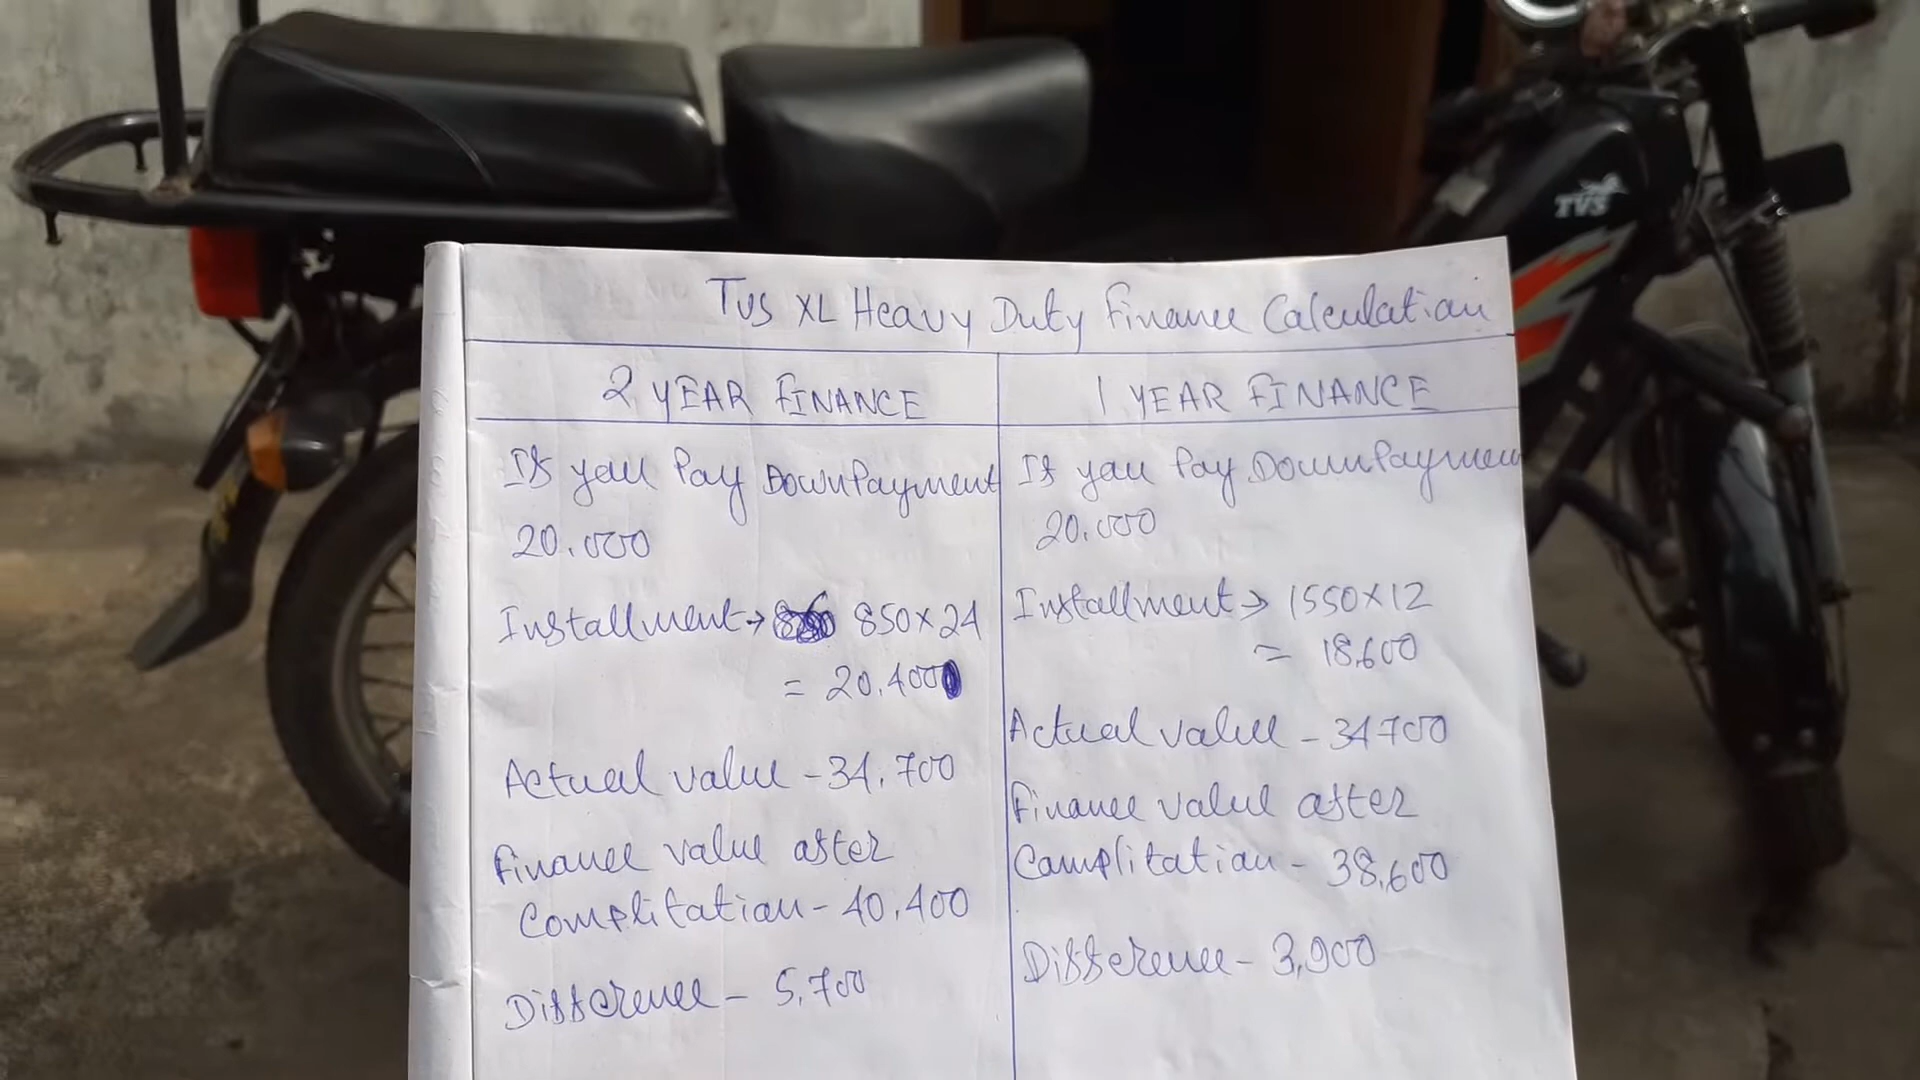 TVS
TVS XL Heavy Duty Finance Calculation
2 YEAR FINANCE
If you Pay DownPayment
20.000
Installment → 850×24
= 20.400
Actual value - 34.700
Finance value after
Complitation - 40.400
Difference - 5.700
1 YEAR FINANCE
If you Pay DownPaymen
20.000
Installment → 1550×12
= 18.600
Actual value - 34700
Finance value after
Complitation - 38,600
Difference - 3,900